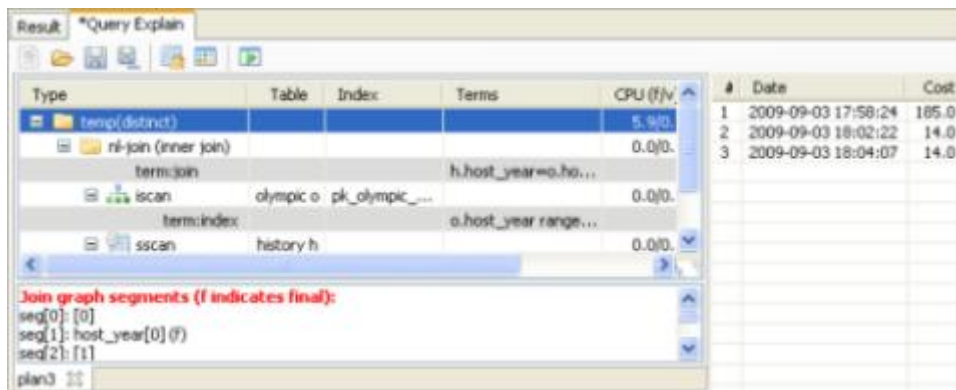 Result *Query Explain
Type Table Index Terms CPU (f/v)
temp(distinct) 5.9/0.
nl-join (inner join) 0.0/0.
term:join h.host_year=o.ho...
iscan olympic o pk_olympic_... 0.0/0.
term:index o.host_year range...
sscan history h 0.0/0.
# Date Cost
1 2009-09-03 17:58:24 185.0
2 2009-09-03 18:02:22 14.0
3 2009-09-03 18:04:07 14.0
Join graph segments (f indicates final):
seg[0]: [0]
seg[1]: host_year[0] (f)
seg[2]: [1]
plan3